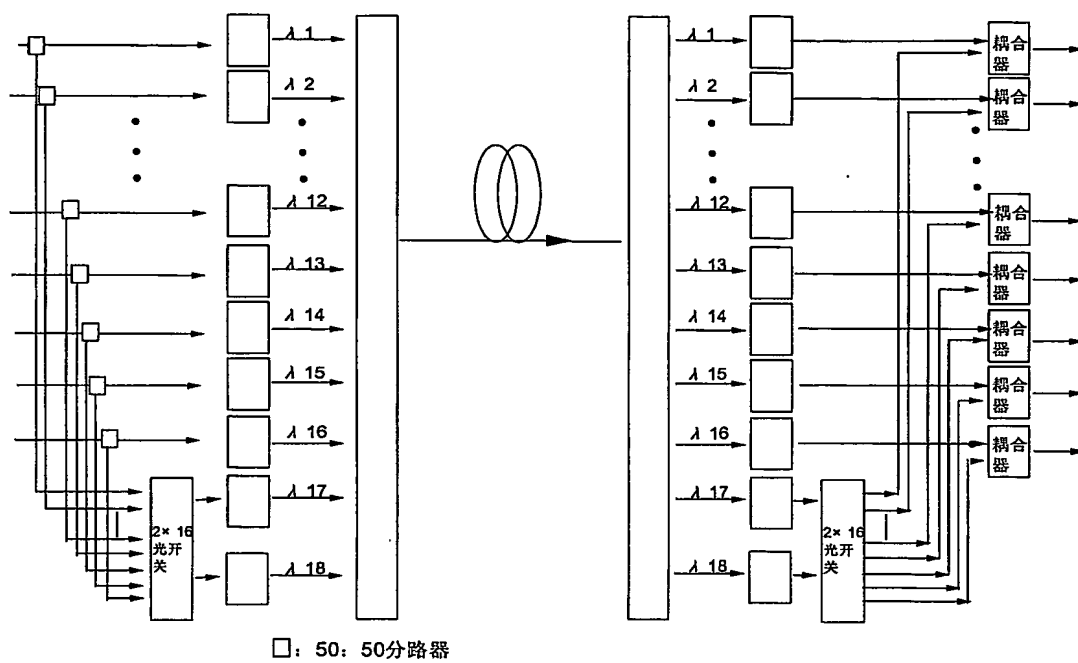 λ 1
λ 2
λ 12
λ 13
λ 14
λ 15
λ 16
λ 17
λ 18
2× 16
光开
关
λ 1
λ 2
λ 12
λ 13
λ 14
λ 15
λ 16
λ 17
λ 18
2× 16
光开
关
耦合
器
耦合
器
耦合
器
耦合
器
耦合
器
耦合
器
耦合
器
□：50：50分路器